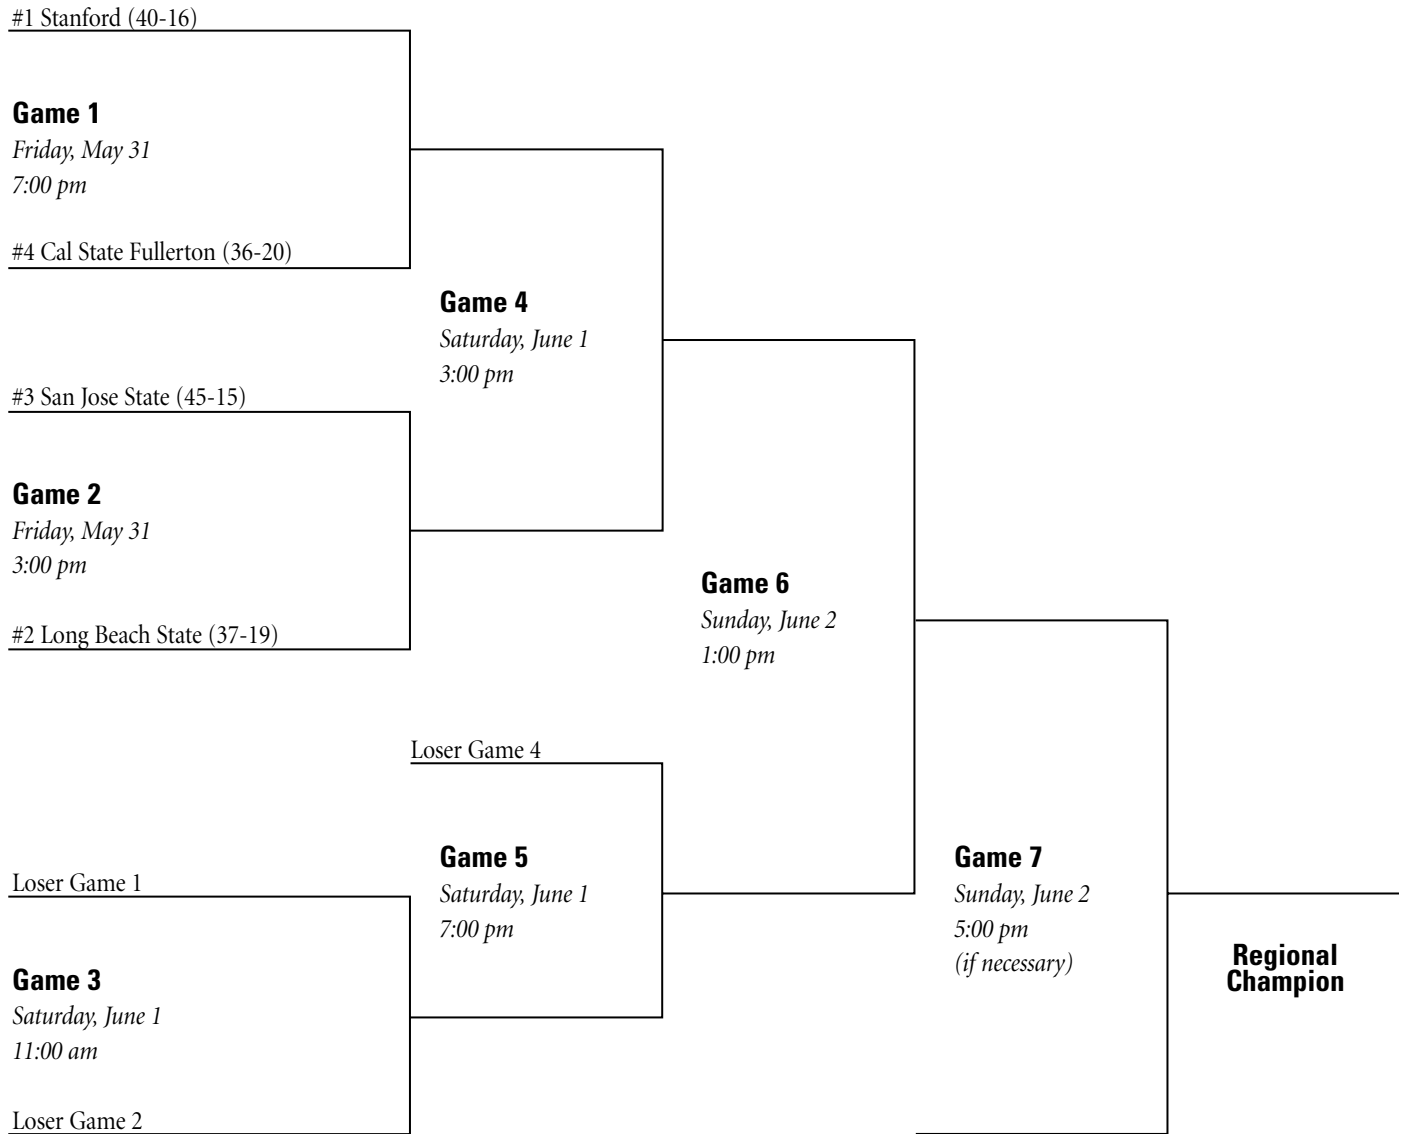 #1 Stanford (40-16)
Game 1
Friday, May 31
7:00 pm
#4 Cal State Fullerton (36-20)
Game 4
Saturday, June 1
3:00 pm
#3 San Jose State (45-15)
Game 2
Friday, May 31
3:00 pm
#2 Long Beach State (37-19)
Game 6
Sunday, June 2
1:00 pm
Loser Game 4
Game 5
Saturday, June 1
7:00 pm
Loser Game 1
Game 3
Saturday, June 1
11:00 am
Loser Game 2
Game 7
Sunday, June 2
5:00 pm
(if necessary)
Regional
Champion